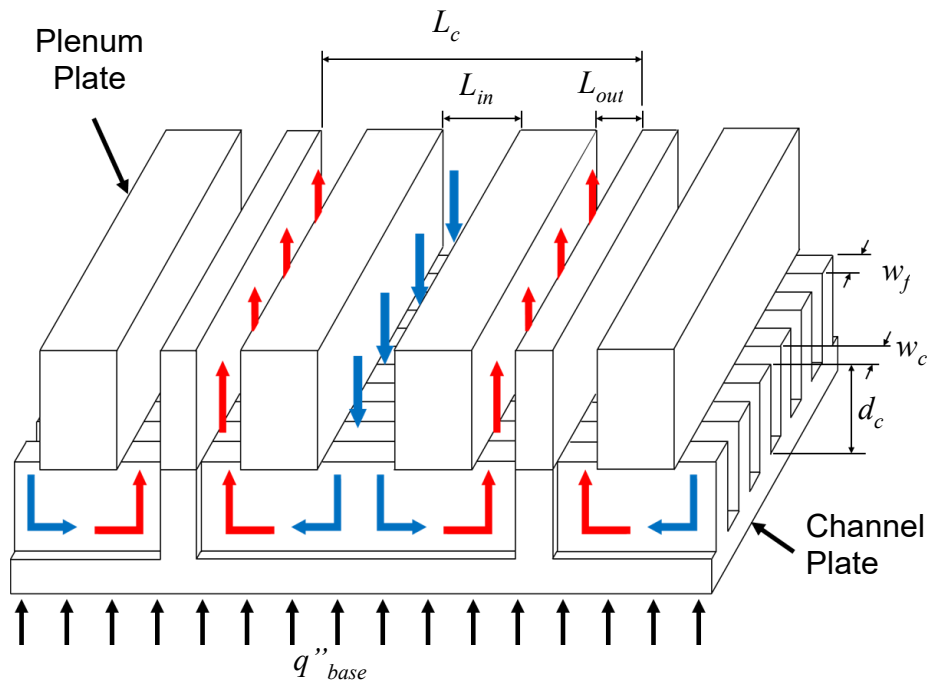 L_c
Plenum
Plate
L_in
L_out
w_f
w_c
d_c
Channel
Plate
q”_base